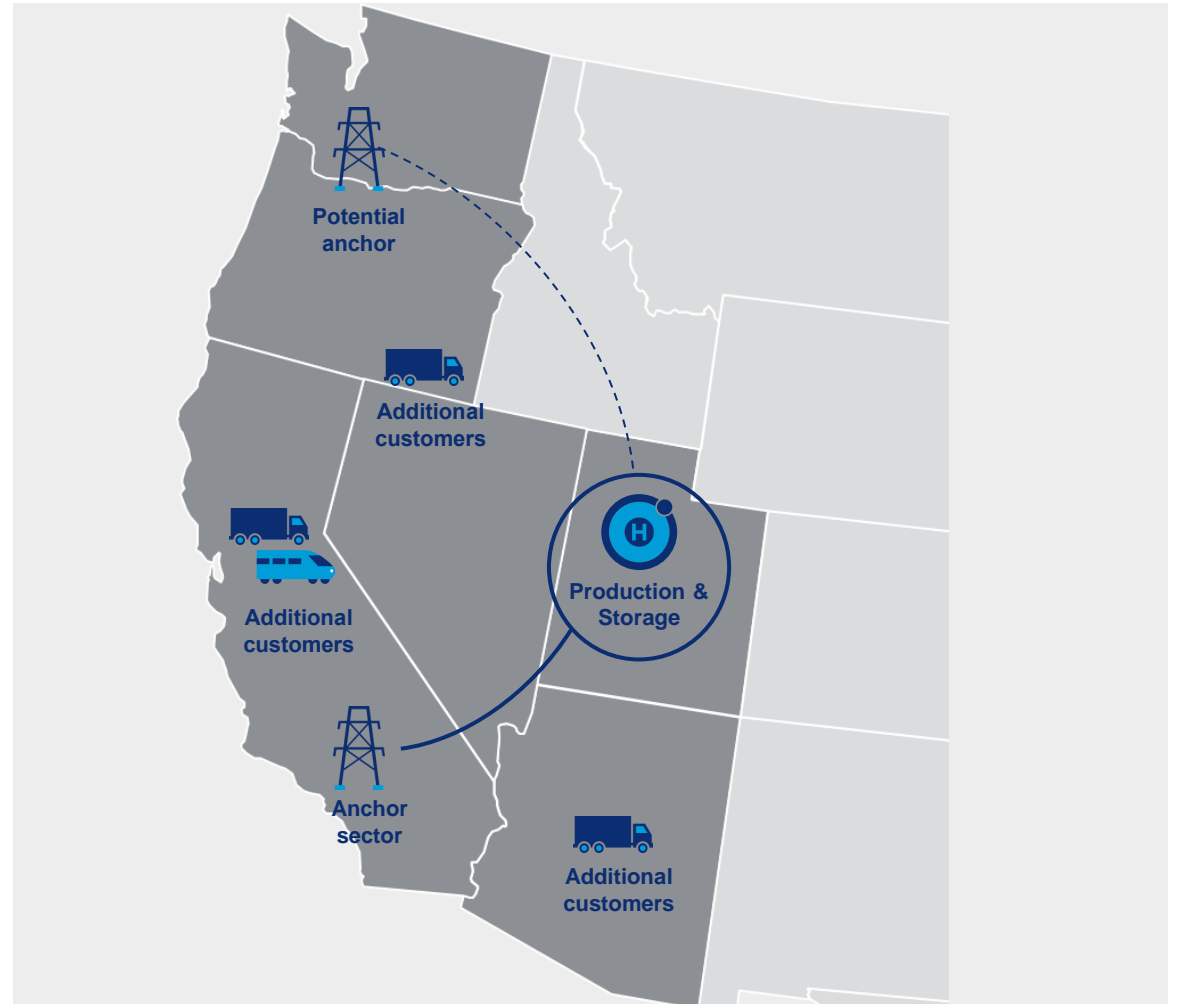 Potential
anchor
Additional
customers
H
Production &
Storage
Additional
customers
Anchor
sector
Additional
customers